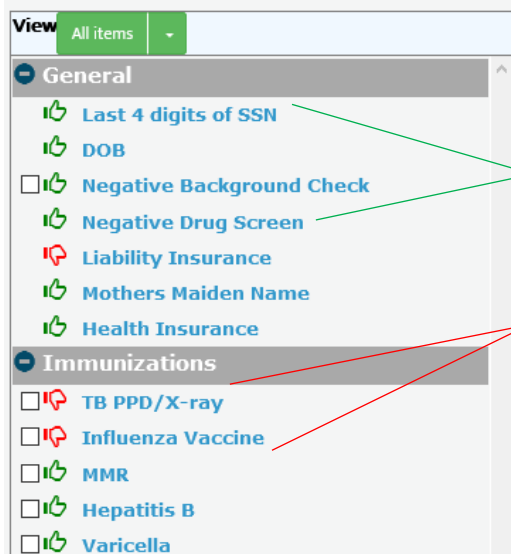 View All items
General
Last 4 digits of SSN
DOB
Negative Background Check
Negative Drug Screen
Liability Insurance
Mothers Maiden Name
Health Insurance
Immunizations
TB PPD/X-ray
Influenza Vaccine
MMR
Hepatitis B
Varicella